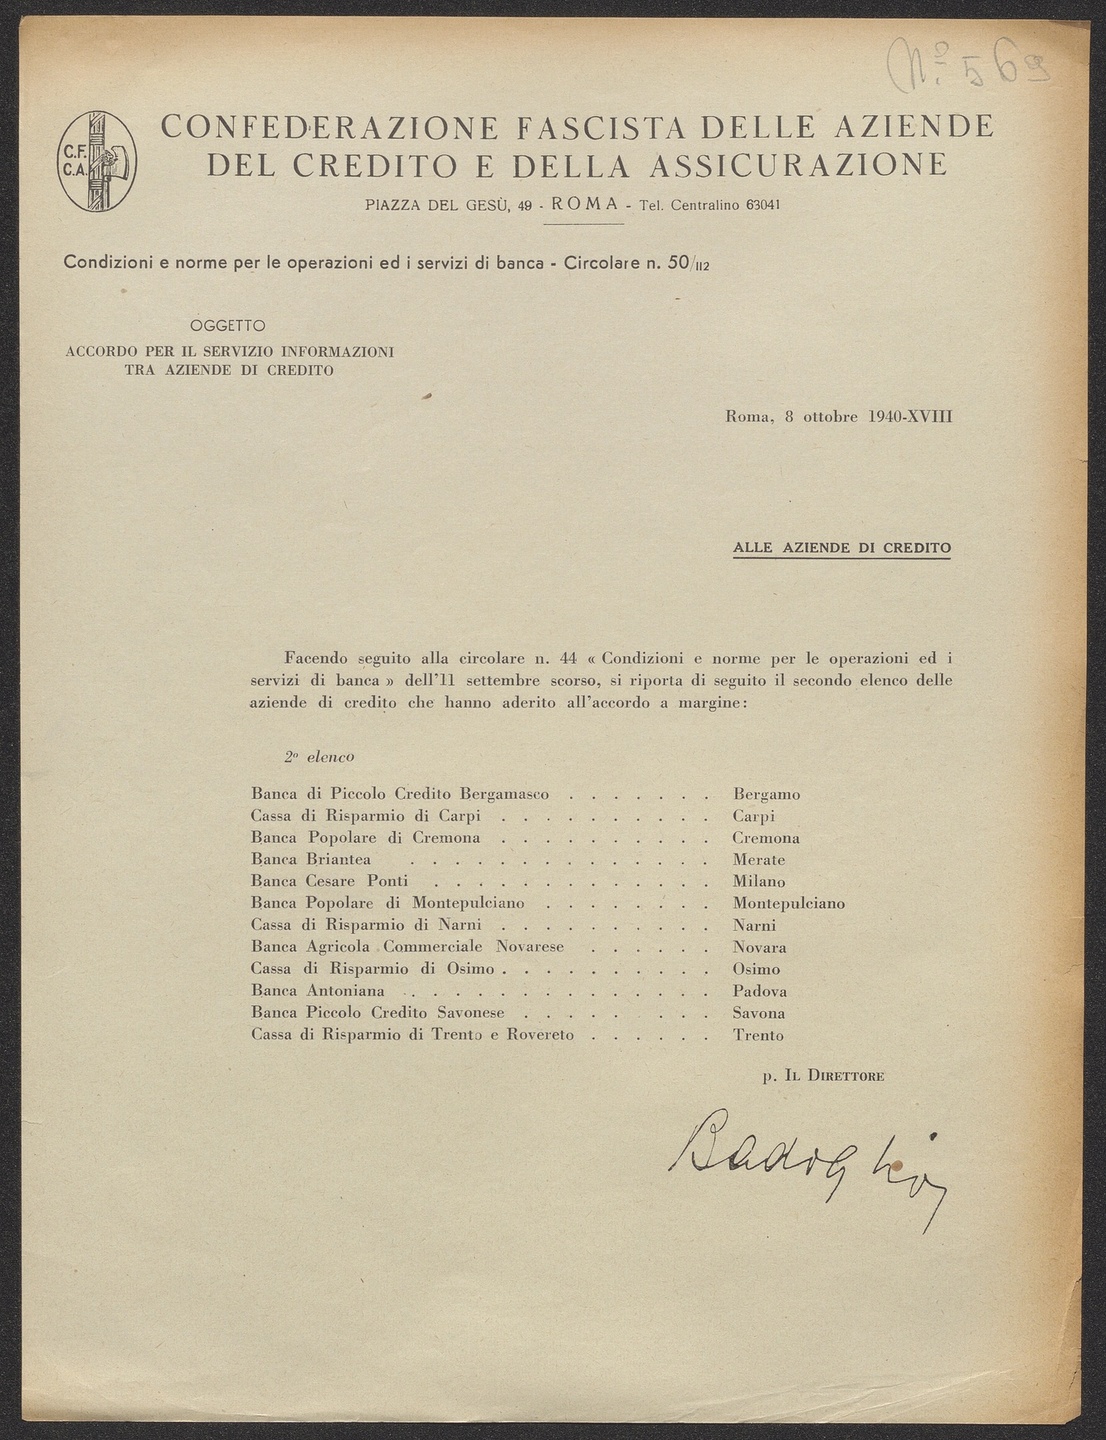 Nº. 569
C.F.
C.A.
CONFEDERAZIONE FASCISTA DELLE AZIENDE
DEL CREDITO E DELLA ASSICURAZIONE
PIAZZA DEL GESÙ, 49 - ROMA - Tel. Centralino 63041
Condizioni e norme per le operazioni ed i servizi di banca - Circolare n. 50/112
OGGETTO
ACCORDO PER IL SERVIZIO INFORMAZIONI
TRA AZIENDE DI CREDITO
Roma, 8 ottobre 1940-XVIII
ALLE AZIENDE DI CREDITO
Facendo seguito alla circolare n. 44 « Condizioni e norme per le operazioni ed i
servizi di banca » dell'11 settembre scorso, si riporta di seguito il secondo elenco delle
aziende di credito che hanno aderito all'accordo a margine:
2º elenco
Banca di Piccolo Credito Bergamasco . . . . . . . Bergamo
Cassa di Risparmio di Carpi . . . . . . . . . . Carpi
Banca Popolare di Cremona . . . . . . . . . . Cremona
Banca Briantea . . . . . . . . . . . . . . Merate
Banca Cesare Ponti . . . . . . . . . . . . . Milano
Banca Popolare di Montepulciano . . . . . . . . Montepulciano
Cassa di Risparmio di Narni . . . . . . . . . . Narni
Banca Agricola Commerciale Novarese . . . . . . Novara
Cassa di Risparmio di Osimo . . . . . . . . . . Osimo
Banca Antoniana . . . . . . . . . . . . . . Padova
Banca Piccolo Credito Savonese . . . . . . . . . Savona
Cassa di Risparmio di Trento e Rovereto . . . . . . Trento
p. IL DIRETTORE
Badoglio